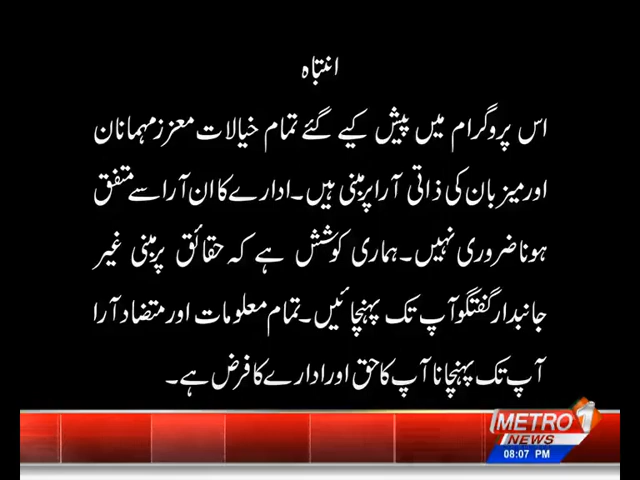 انتباہ
اس پروگرام میں پیش کیے گئے تمام خیالات معزز مہمانان
اور میزبان کی ذاتی آرا پر مبنی ہیں۔ ادارے کا ان آرا سے متفق
ہونا ضروری نہیں۔ ہماری کوشش ہے کہ حقائق پر مبنی غیر
جانبدار گفتگو آپ تک پہنچائیں۔ تمام معلومات اور متضاد آرا
آپ تک پہنچانا آپ کا حق اور ادارے کا فرض ہے۔
METRO 1
NEWS
08:07 PM